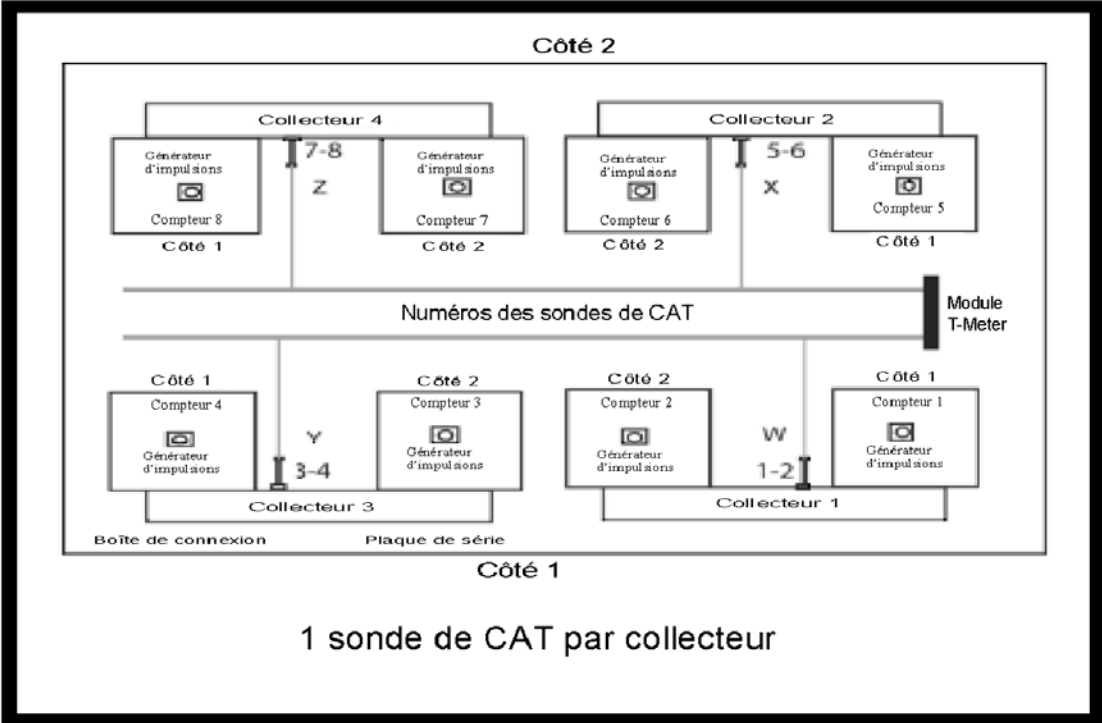 Côté 2
Collecteur 4
Collecteur 2
Générateur
d'impulsions
Compteur 8
Côté 1
7-8
Z
Générateur
d'impulsions
Compteur 7
Côté 2
Générateur
d'impulsions
Compteur 6
Côté 2
5-6
X
Générateur
d'impulsions
Compteur 5
Côté 1
Numéros des sondes de CAT
Module
T-Meter
Côté 1
Compteur 4
Générateur
d'impulsions
Y
3-4
Côté 2
Compteur 3
Générateur
d'impulsions
Côté 2
Compteur 2
Générateur
d'impulsions
W
1-2
Côté 1
Compteur 1
Générateur
d'impulsions
Collecteur 3
Collecteur 1
Boîte de connexion
Plaque de série
Côté 1
1 sonde de CAT par collecteur